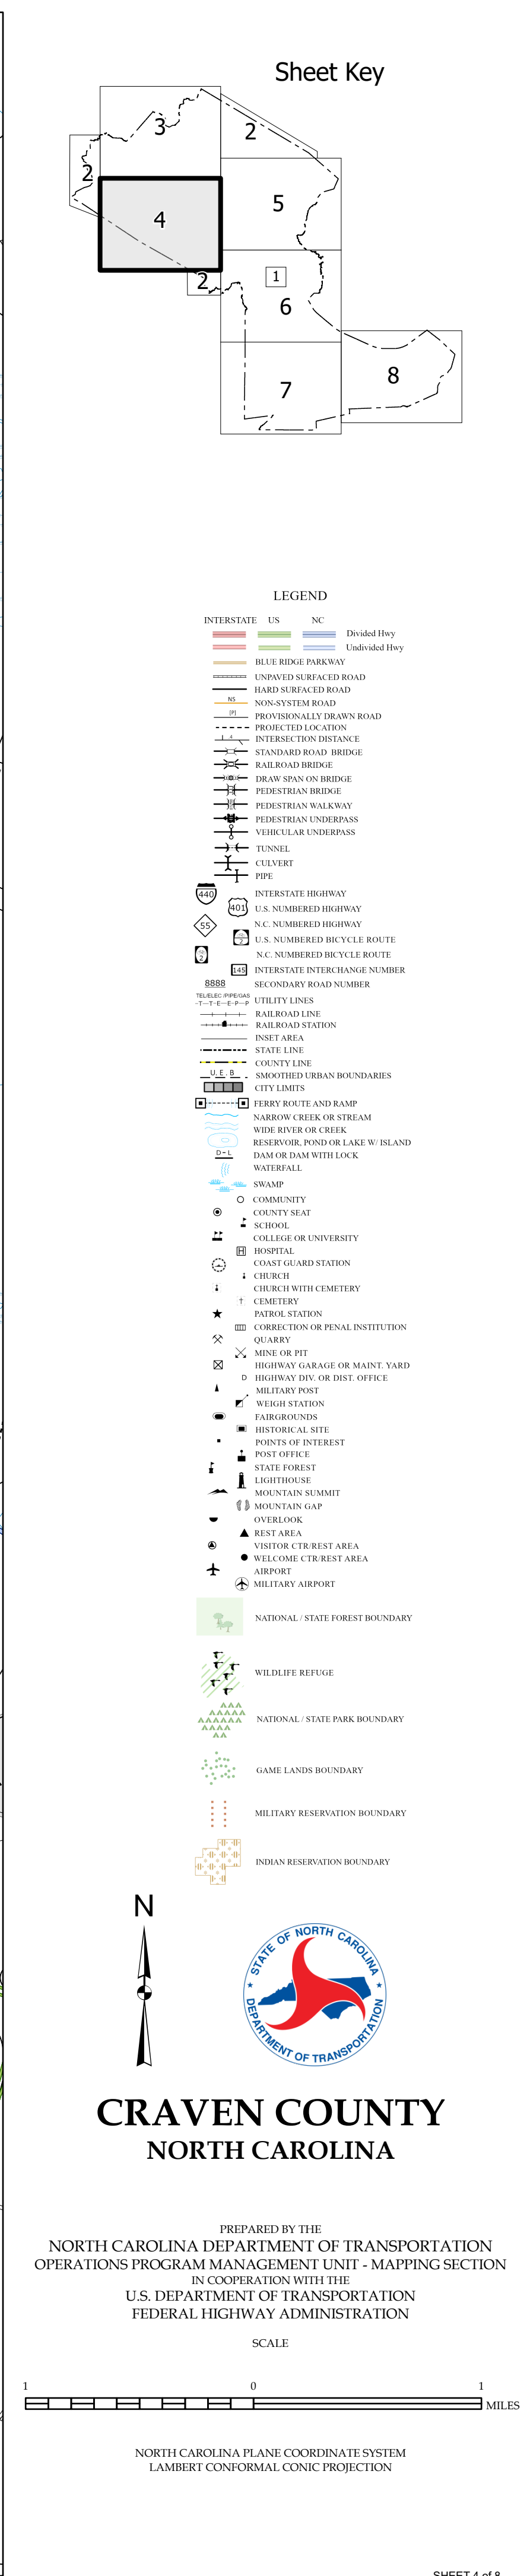 Sheet Key
3
2
2
5
4
2
1
6
8
7
LEGEND
INTERSTATE US NC
Divided Hwy
Undivided Hwy
BLUE RIDGE PARKWAY
UNPAVED SURFACED ROAD
HARD SURFACED ROAD
NS NON-SYSTEM ROAD
[P] PROVISIONALLY DRAWN ROAD
PROJECTED LOCATION
.4 INTERSECTION DISTANCE
STANDARD ROAD BRIDGE
RAILROAD BRIDGE
DRAW SPAN ON BRIDGE
PEDESTRIAN BRIDGE
PEDESTRIAN WALKWAY
PEDESTRIAN UNDERPASS
VEHICULAR UNDERPASS
TUNNEL
CULVERT
PIPE
440 INTERSTATE HIGHWAY
401 U.S. NUMBERED HIGHWAY
55 N.C. NUMBERED HIGHWAY
2 U.S. NUMBERED BICYCLE ROUTE
2 N.C. NUMBERED BICYCLE ROUTE
145 INTERSTATE INTERCHANGE NUMBER
8888 SECONDARY ROAD NUMBER
TEL/ELEC /PIPE/GAS
T T E E P P UTILITY LINES
RAILROAD LINE
RAILROAD STATION
INSET AREA
STATE LINE
COUNTY LINE
U. E. B SMOOTHED URBAN BOUNDARIES
CITY LIMITS
FERRY ROUTE AND RAMP
NARROW CREEK OR STREAM
WIDE RIVER OR CREEK
RESERVOIR, POND OR LAKE W/ ISLAND
D-L DAM OR DAM WITH LOCK
WATERFALL
SWAMP
COMMUNITY
COUNTY SEAT
SCHOOL
COLLEGE OR UNIVERSITY
H HOSPITAL
COAST GUARD STATION
CHURCH
CHURCH WITH CEMETERY
CEMETERY
PATROL STATION
CORRECTION OR PENAL INSTITUTION
QUARRY
MINE OR PIT
HIGHWAY GARAGE OR MAINT. YARD
D HIGHWAY DIV. OR DIST. OFFICE
MILITARY POST
WEIGH STATION
FAIRGROUNDS
HISTORICAL SITE
POINTS OF INTEREST
POST OFFICE
STATE FOREST
LIGHTHOUSE
MOUNTAIN SUMMIT
MOUNTAIN GAP
OVERLOOK
REST AREA
VISITOR CTR/REST AREA
WELCOME CTR/REST AREA
AIRPORT
MILITARY AIRPORT
NATIONAL / STATE FOREST BOUNDARY
WILDLIFE REFUGE
NATIONAL / STATE PARK BOUNDARY
GAME LANDS BOUNDARY
MILITARY RESERVATION BOUNDARY
INDIAN RESERVATION BOUNDARY
N
STATE OF NORTH CAROLINA
DEPARTMENT OF TRANSPORTATION
CRAVEN COUNTY
NORTH CAROLINA
PREPARED BY THE
NORTH CAROLINA DEPARTMENT OF TRANSPORTATION
OPERATIONS PROGRAM MANAGEMENT UNIT - MAPPING SECTION
IN COOPERATION WITH THE
U.S. DEPARTMENT OF TRANSPORTATION
FEDERAL HIGHWAY ADMINISTRATION
SCALE
1 0 1
MILES
NORTH CAROLINA PLANE COORDINATE SYSTEM
LAMBERT CONFORMAL CONIC PROJECTION
SHEET 4 of 8